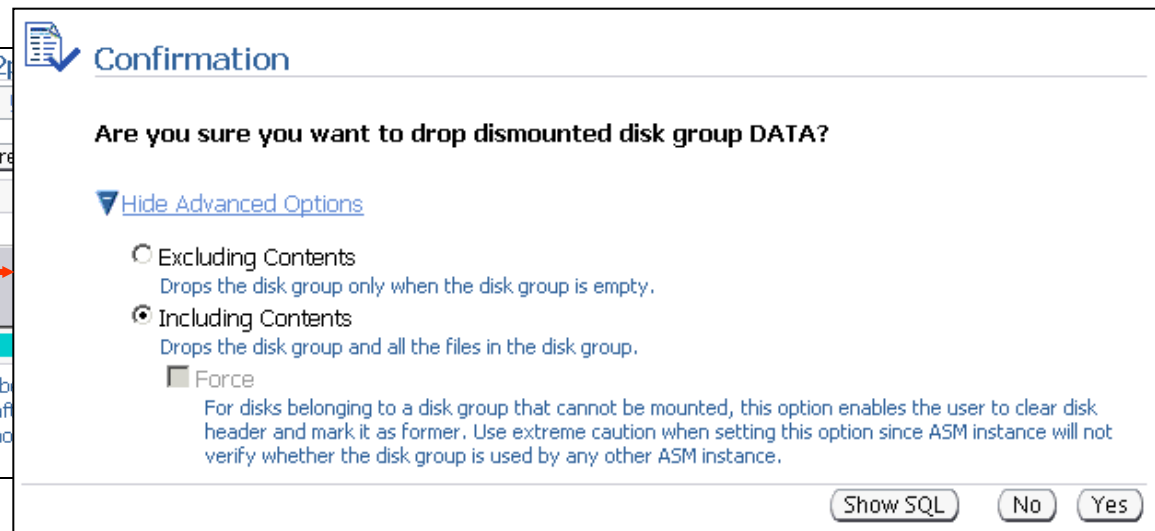 Confirmation
Are you sure you want to drop dismounted disk group DATA?
Hide Advanced Options
Excluding Contents
Drops the disk group only when the disk group is empty.
Including Contents
Drops the disk group and all the files in the disk group.
Force
For disks belonging to a disk group that cannot be mounted, this option enables the user to clear disk
header and mark it as former. Use extreme caution when setting this option since ASM instance will not
verify whether the disk group is used by any other ASM instance.
Show SQL No Yes